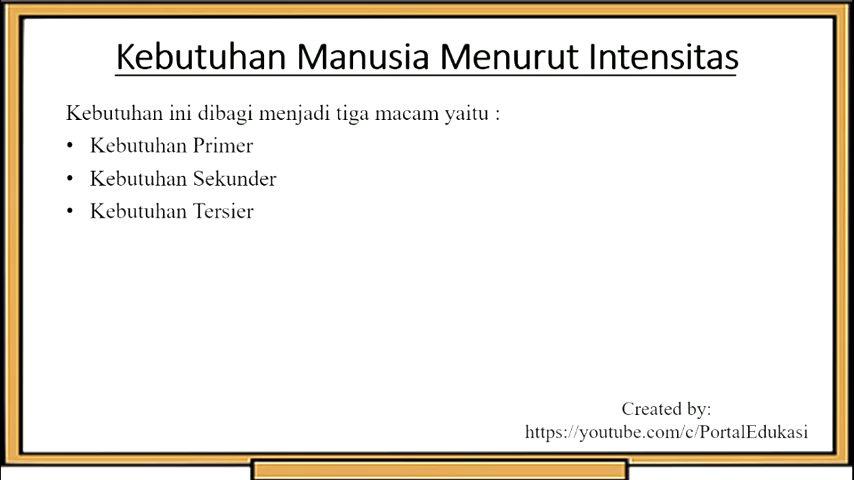 Kebutuhan Manusia Menurut Intensitas
Kebutuhan ini dibagi menjadi tiga macam yaitu :
• Kebutuhan Primer
• Kebutuhan Sekunder
• Kebutuhan Tersier
Created by:
https://youtube.com/c/PortalEdukasi